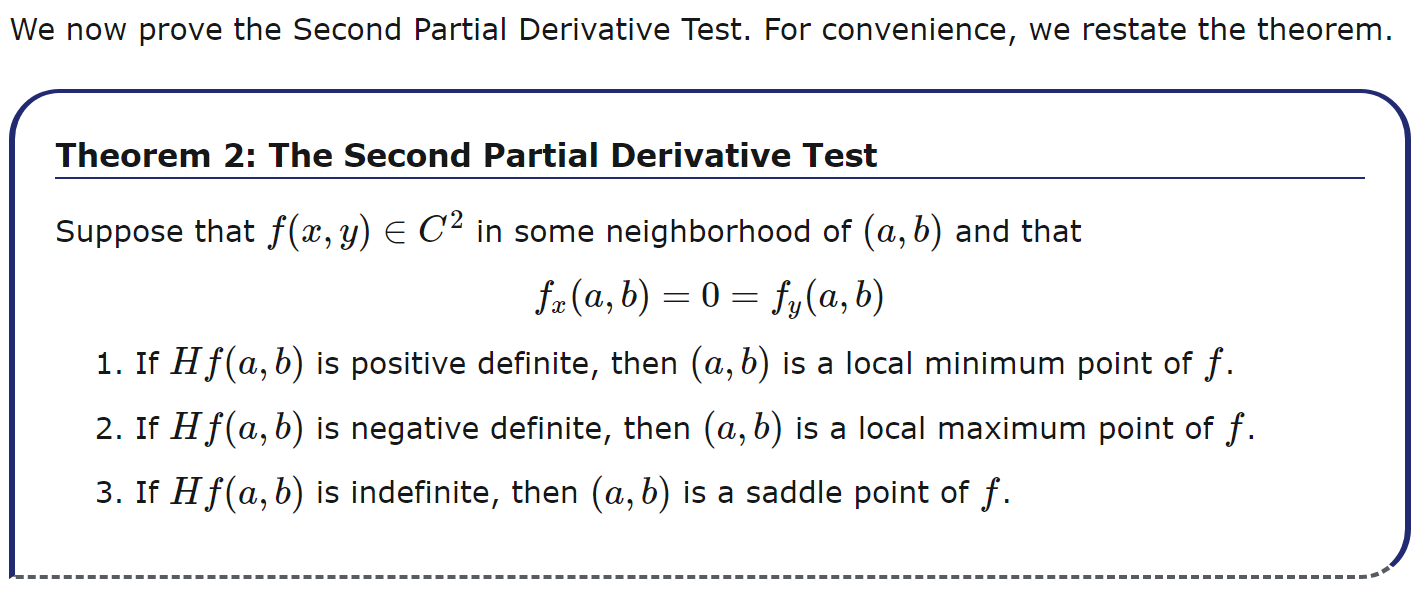 We now prove the Second Partial Derivative Test. For convenience, we restate the theorem.
Theorem 2: The Second Partial Derivative Test
Suppose that f(x, y) ∈ C² in some neighborhood of (a, b) and that
fₓ(a, b) = 0 = f_y(a, b)
1. If Hf(a, b) is positive definite, then (a, b) is a local minimum point of f.
2. If Hf(a, b) is negative definite, then (a, b) is a local maximum point of f.
3. If Hf(a, b) is indefinite, then (a, b) is a saddle point of f.